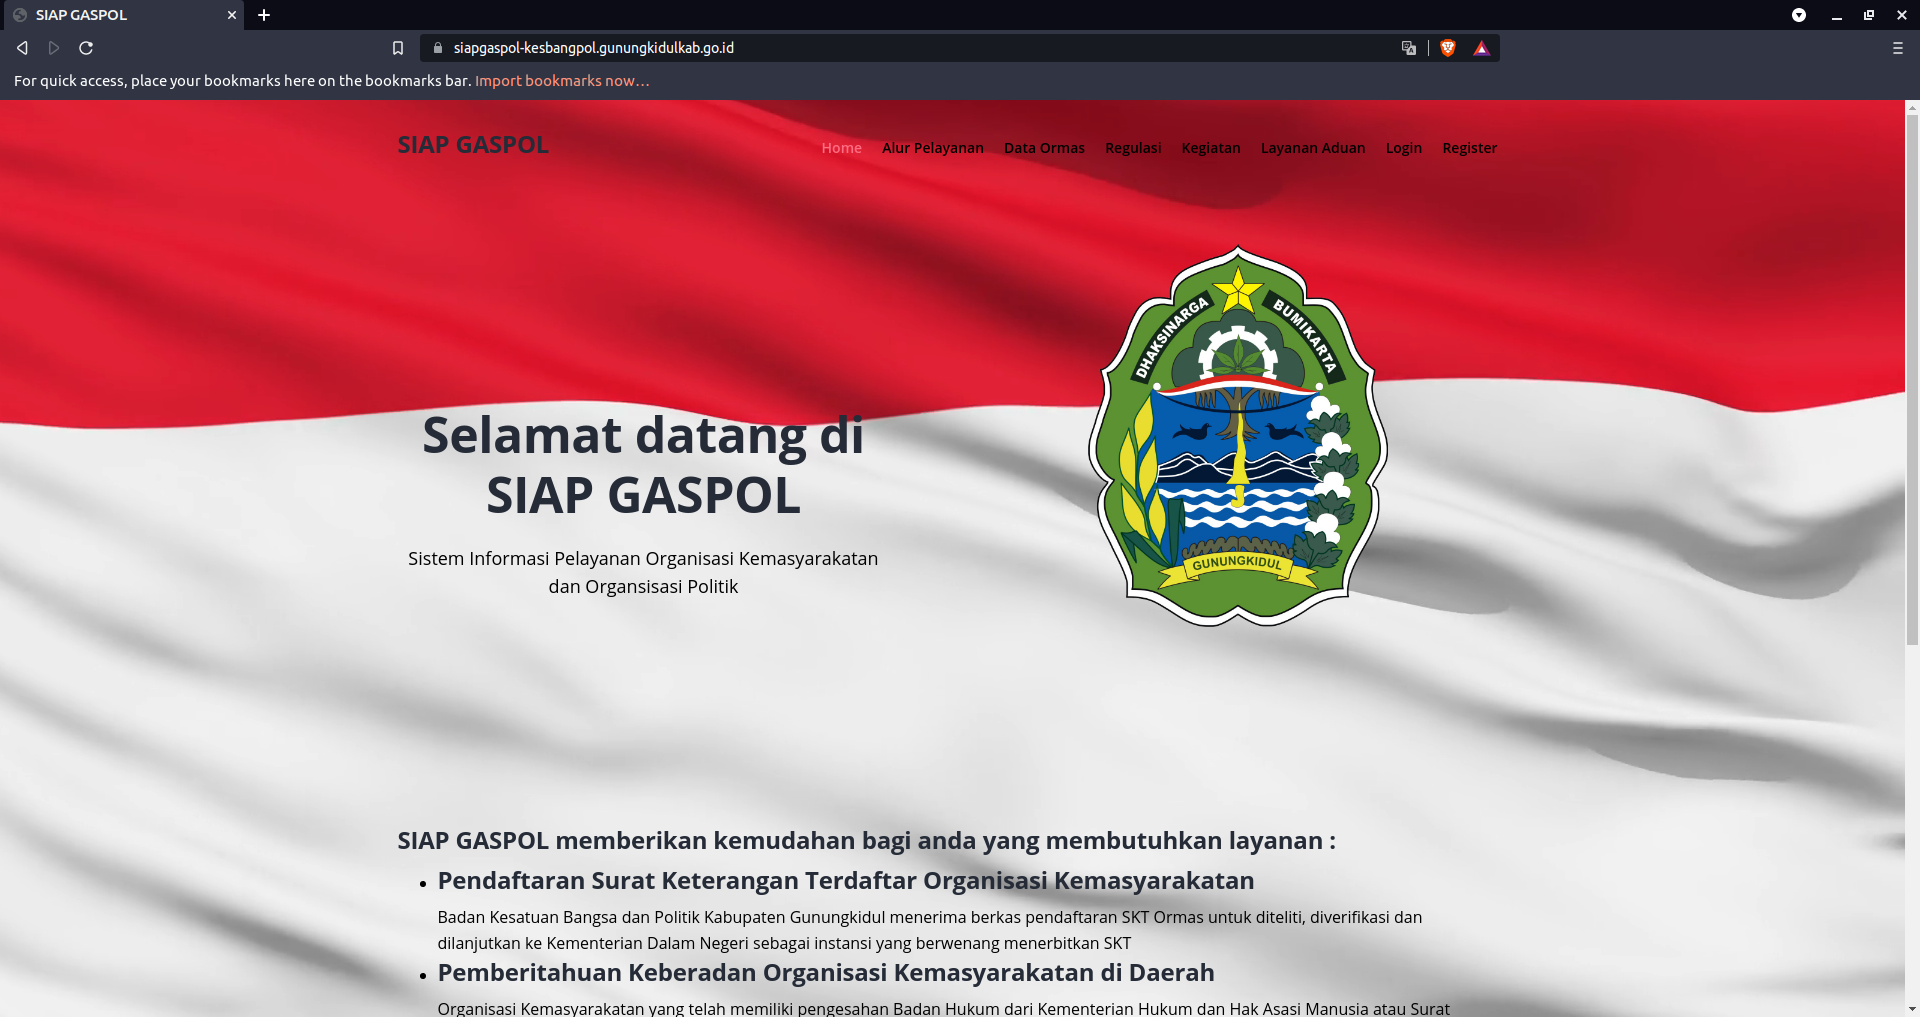 SIAP GASPOL
siapgaspol-kesbangpol.gunungkidulkab.go.id
For quick access, place your bookmarks here on the bookmarks bar. Import bookmarks now...
SIAP GASPOL
Home Alur Pelayanan Data Ormas Regulasi Kegiatan Layanan Aduan Login Register
DHAKSINARGA BUMIKARTA
GUNUNGKIDUL
Selamat datang di
SIAP GASPOL
Sistem Informasi Pelayanan Organisasi Kemasyarakatan
dan Organsisasi Politik
SIAP GASPOL memberikan kemudahan bagi anda yang membutuhkan layanan :
• Pendaftaran Surat Keterangan Terdaftar Organisasi Kemasyarakatan
Badan Kesatuan Bangsa dan Politik Kabupaten Gunungkidul menerima berkas pendaftaran SKT Ormas untuk diteliti, diverifikasi dan
dilanjutkan ke Kementerian Dalam Negeri sebagai instansi yang berwenang menerbitkan SKT
• Pemberitahuan Keberadan Organisasi Kemasyarakatan di Daerah
Organisasi Kemasyarakatan yang telah memiliki pengesahan Badan Hukum dari Kementerian Hukum dan Hak Asasi Manusia atau Surat